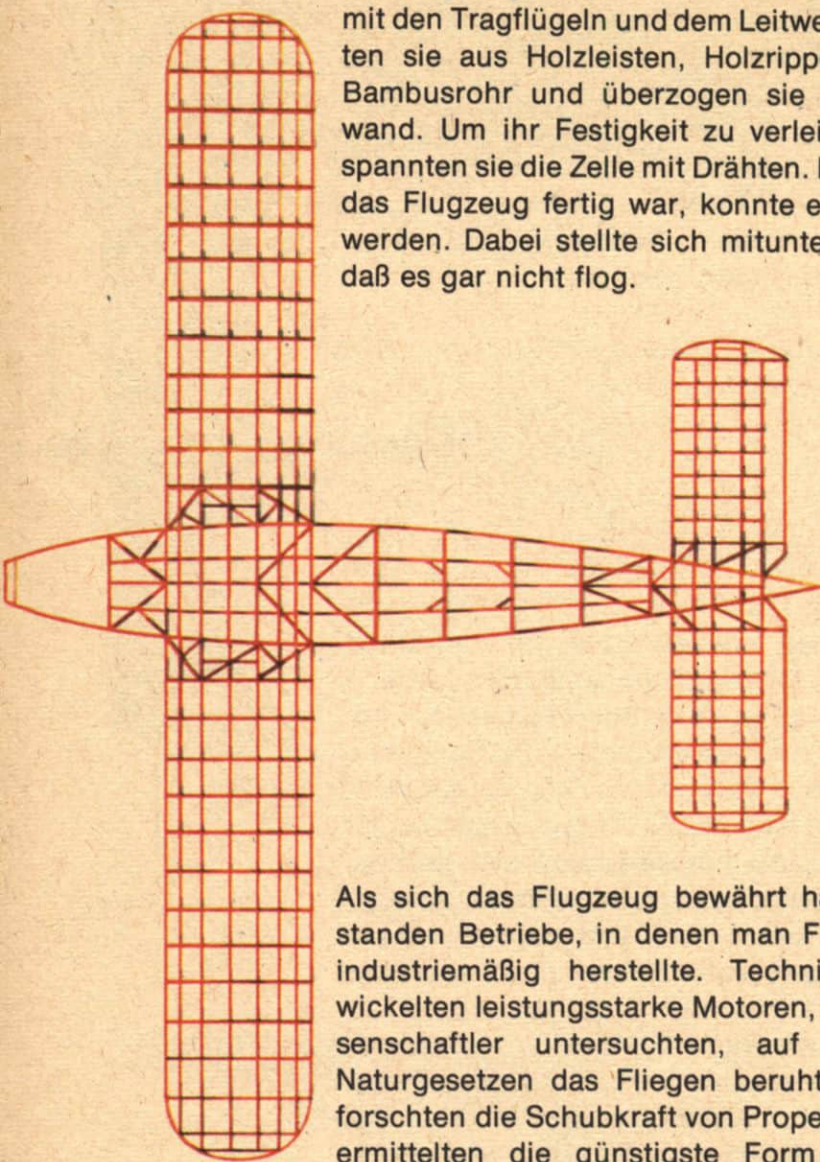 mit den Tragflügeln und dem Leitwe
ten sie aus Holzleisten, Holzripp
Bambusrohr und überzogen sie
wand. Um ihr Festigkeit zu verlei
spannten sie die Zelle mit Drähten.
das Flugzeug fertig war, konnte e
werden. Dabei stellte sich mitunte
daß es gar nicht flog.
Als sich das Flugzeug bewährt ha
standen Betriebe, in denen man F
industriemäßig herstellte. Techni
wickelten leistungsstarke Motoren,
senschaftler untersuchten, auf
Naturgesetzen das Fliegen beruht
forschten die Schubkraft von Prope
ermittelten die günstigste Form